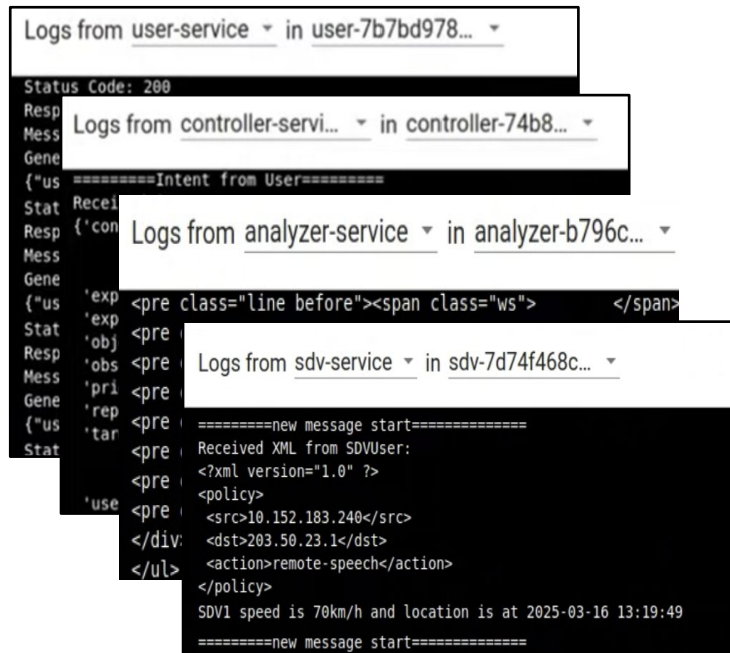 Logs from user-service in user-7b7bd978...
Status Code: 200
Resp
Mess
Gene
{"us
Stat
Resp
Mess
Gene
{"us
Stat
Resp
Mess
Gene
{"us
Stat
Logs from controller-servi... in controller-74b8...
=========Intent from User=========
Recei
{'con
'exp
'exp
'obj
'obs
'pri
'rep
'tar
'use
Logs from analyzer-service in analyzer-b796c...
<pre class="line before"><span class="ws"> </span>
<pre
<pre
<pre
<pre
<pre
<pre
<pre
</div>
</ul>
Logs from sdv-service in sdv-7d74f468c...
=========new message start==============
Received XML from SDVUser:
<?xml version="1.0" ?>
<policy>
<src>10.152.183.240</src>
<dst>203.50.23.1</dst>
<action>remote-speech</action>
</policy>
SDV1 speed is 70km/h and location is at 2025-03-16 13:19:49
=========new message start==============